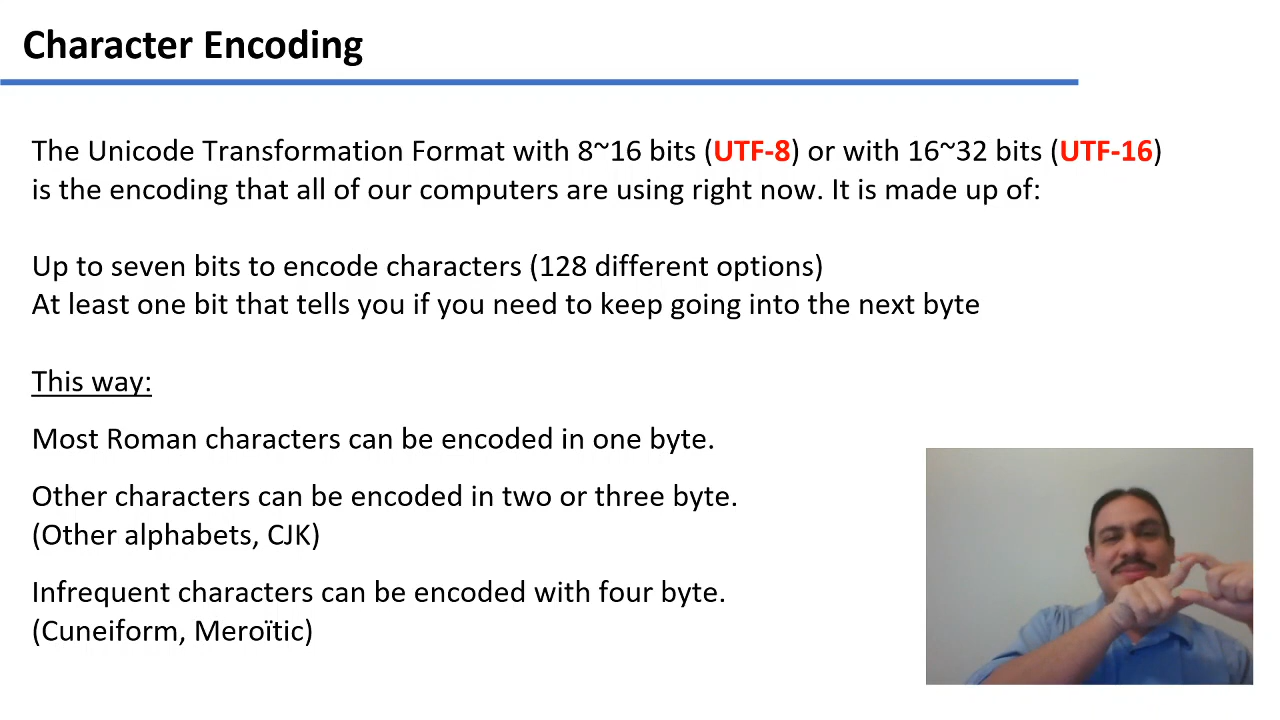 Character Encoding
The Unicode Transformation Format with 8~16 bits (UTF-8) or with 16~32 bits (UTF-16)
is the encoding that all of our computers are using right now. It is made up of:
Up to seven bits to encode characters (128 different options)
At least one bit that tells you if you need to keep going into the next byte
This way:
Most Roman characters can be encoded in one byte.
Other characters can be encoded in two or three byte.
(Other alphabets, CJK)
Infrequent characters can be encoded with four byte.
(Cuneiform, Meroïtic)